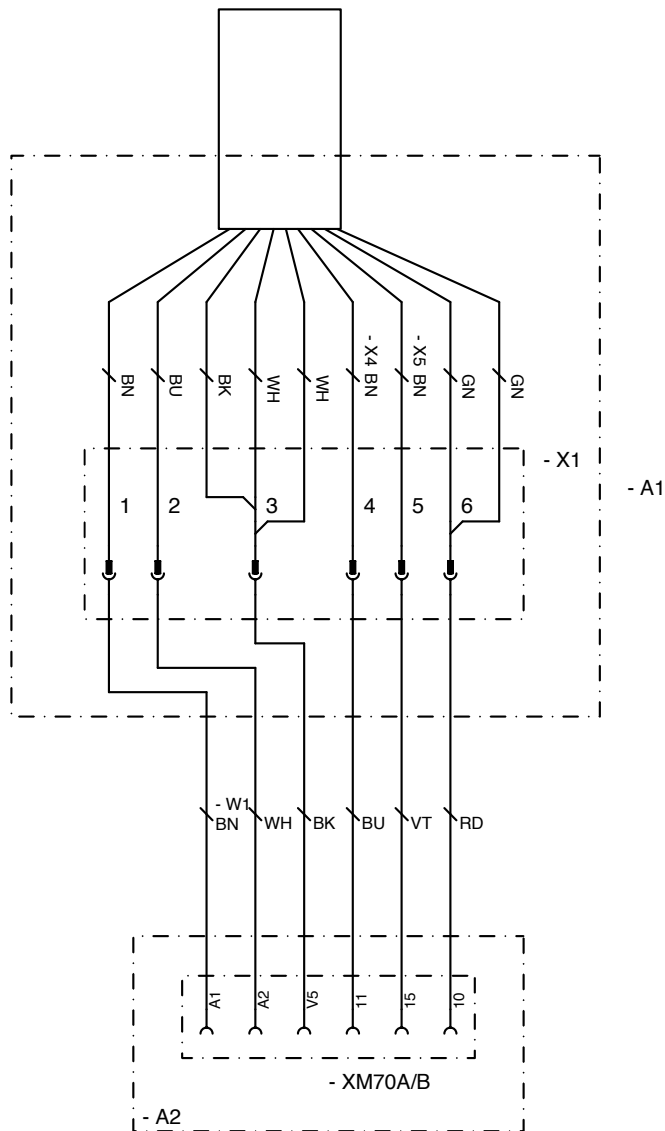 BN
BU
BK
WH
WH
- X4 BN
- X5 BN
GN
GN
- X1
- A1
1
2
3
4
5
6
- W1
BN
WH
BK
BU
VT
RD
A1
A2
V5
11
15
10
- XM70A/B
- A2